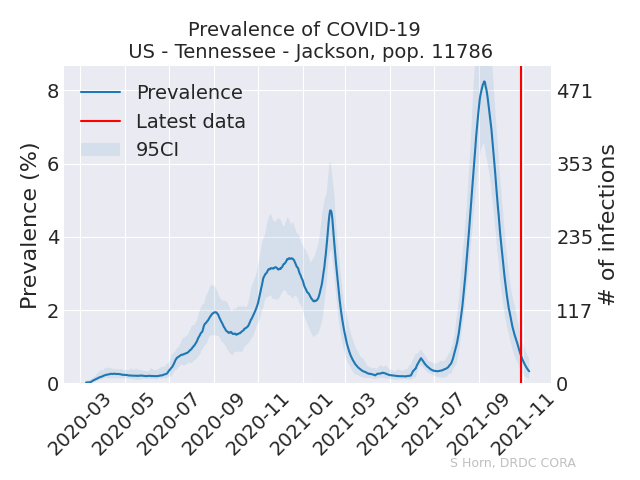 Prevalence of COVID-19
US - Tennessee - Jackson, pop. 11786
Prevalence
Latest data
95CI
Prevalence (%)
8
6
4
2
0
471
353
235
117
0
# of infections
2020-03
2020-05
2020-07
2020-09
2020-11
2021-01
2021-03
2021-05
2021-07
2021-09
2021-11
S Horn, DRDC CORA